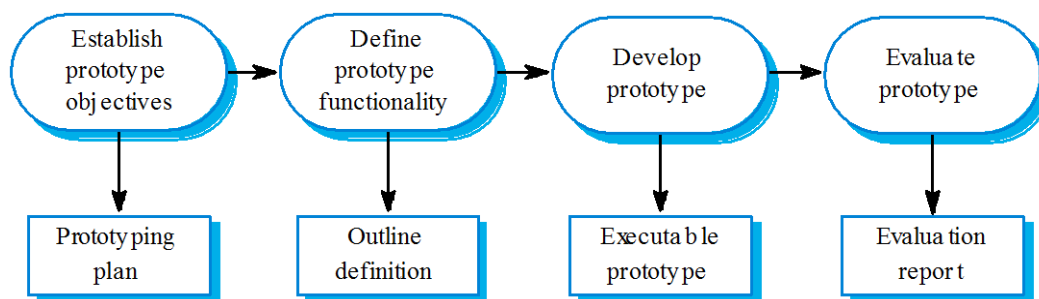 Establish
prototype
objectives
Define
prototype
functionality
Develop
prototype
Evaluate
prototype
Prototyping
plan
Outline
definition
Executable
prototype
Evaluation
report